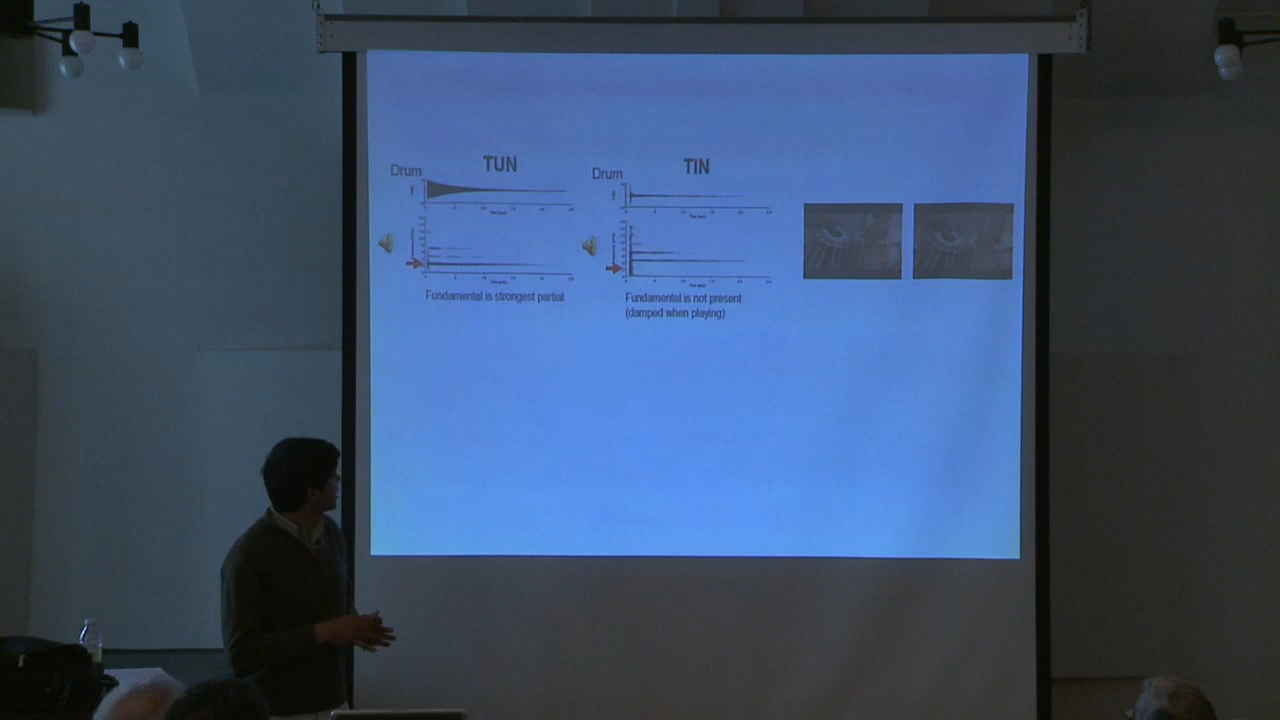 Drum
TUN
Fundamental is strongest partial
Drum
TIN
Fundamental is not present
(damped when playing)